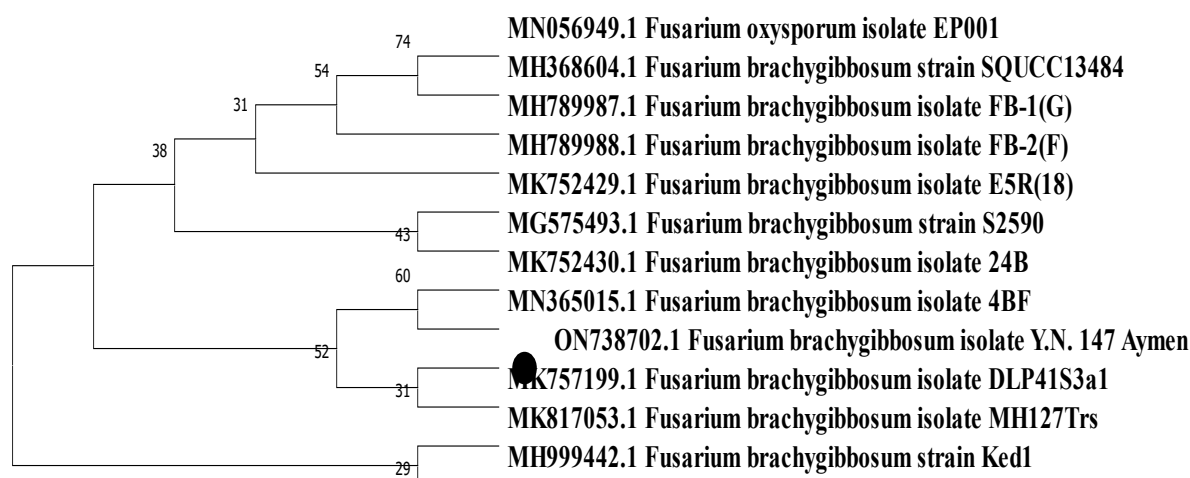 MN056949.1 Fusarium oxysporum isolate EP001
74
MH368604.1 Fusarium brachygibbosum strain SQUCC13484
54
MH789987.1 Fusarium brachygibbosum isolate FB-1(G)
31
MH789988.1 Fusarium brachygibbosum isolate FB-2(F)
38
MK752429.1 Fusarium brachygibbosum isolate E5R(18)
MG575493.1 Fusarium brachygibbosum strain S2590
43
MK752430.1 Fusarium brachygibbosum isolate 24B
60
MN365015.1 Fusarium brachygibbosum isolate 4BF
ON738702.1 Fusarium brachygibbosum isolate Y.N. 147 Aymen
52
MK757199.1 Fusarium brachygibbosum isolate DLP41S3a1
31
MK817053.1 Fusarium brachygibbosum isolate MH127Trs
MH999442.1 Fusarium brachygibbosum strain Ked1
29